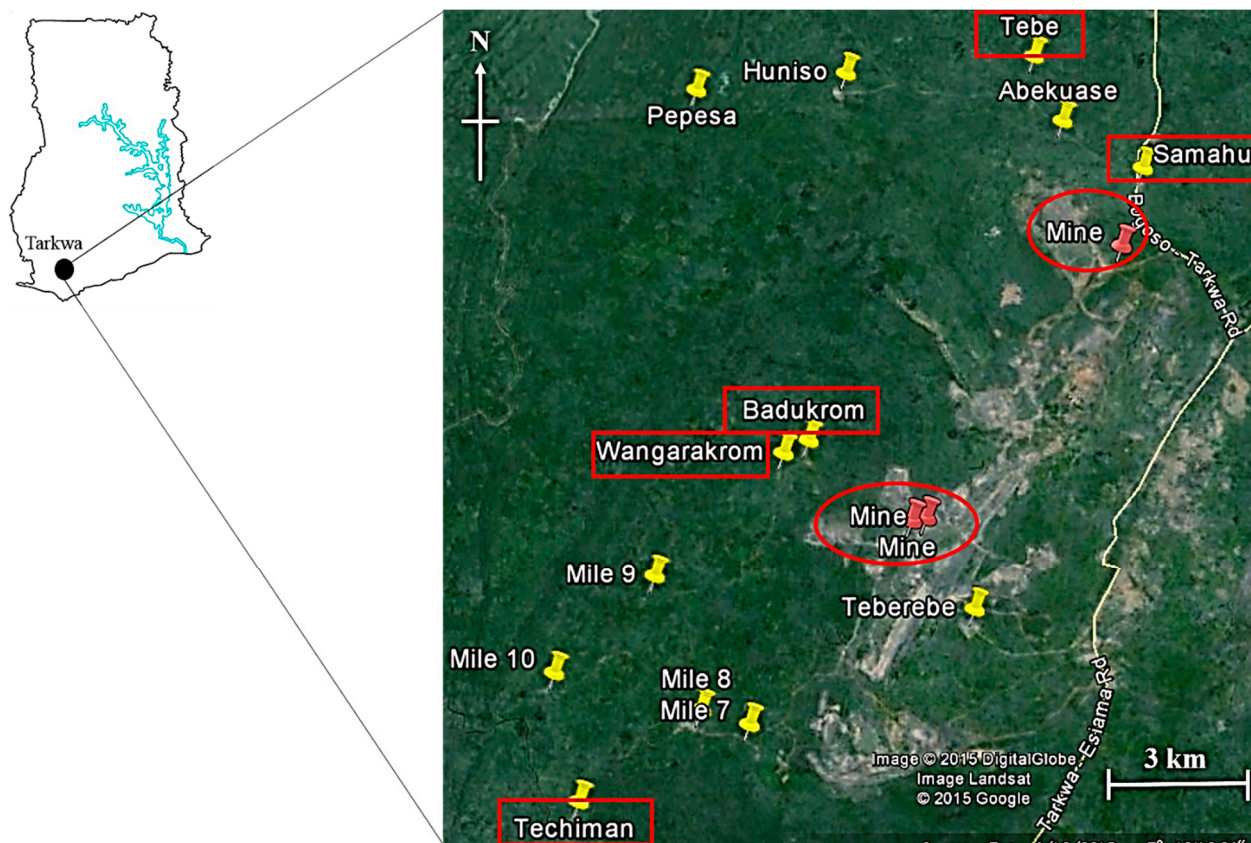 Tarkwa
N
Tebe
Huniso
Pepesa
Abekuase
Samahu
Mine
Bogoso - Tarkwa Rd
Badukrom
Wangarakrom
Mine
Mine
Mile 9
Teberebe
Mile 10
Mile 8
Mile 7
Tarkwa - Esiama Rd
Image © 2015 DigitalGlobe
Image Landsat
© 2015 Google
3 km
Techiman